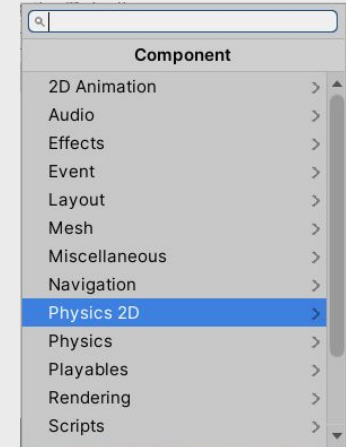 Component
2D Animation
Audio
Effects
Event
Layout
Mesh
Miscellaneous
Navigation
Physics 2D
Physics
Playables
Rendering
Scripts